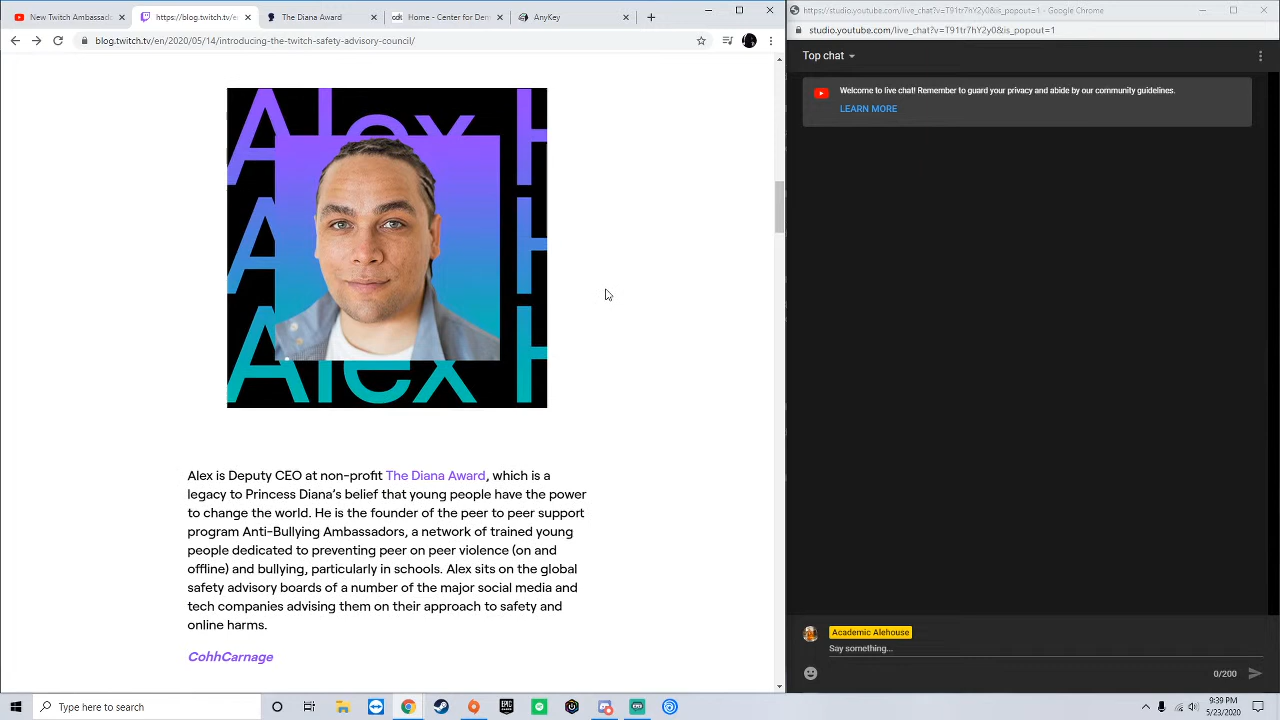 New Twitch Ambassado
https://blog.twitch.tv/e
The Diana Award
cdt
Home - Center for Dem
AnyKey
blog.twitch.tv/en/2020/05/14/introducing-the-twitch-safety-advisory-council/
https://studio.youtube.com/live_chat?v=T91tr7hY2y0&is_popout=1 - Google Chrome
studio.youtube.com/live_chat?v=T91tr7hY2y0&is_popout=1
Top chat
Welcome to live chat! Remember to guard your privacy and abide by our community guidelines.
LEARN MORE
Alex H
Alex H
Alex is Deputy CEO at non-profit The Diana Award, which is a
legacy to Princess Diana's belief that young people have the power
to change the world. He is the founder of the peer to peer support
program Anti-Bullying Ambassadors, a network of trained young
people dedicated to preventing peer on peer violence (on and
offline) and bullying, particularly in schools. Alex sits on the global
safety advisory boards of a number of the major social media and
tech companies advising them on their approach to safety and
online harms.
CohhCarnage
Academic Alehouse
Say something...
0/200
Type here to search
EPIC
GAMES
9:39 PM
5/23/2020